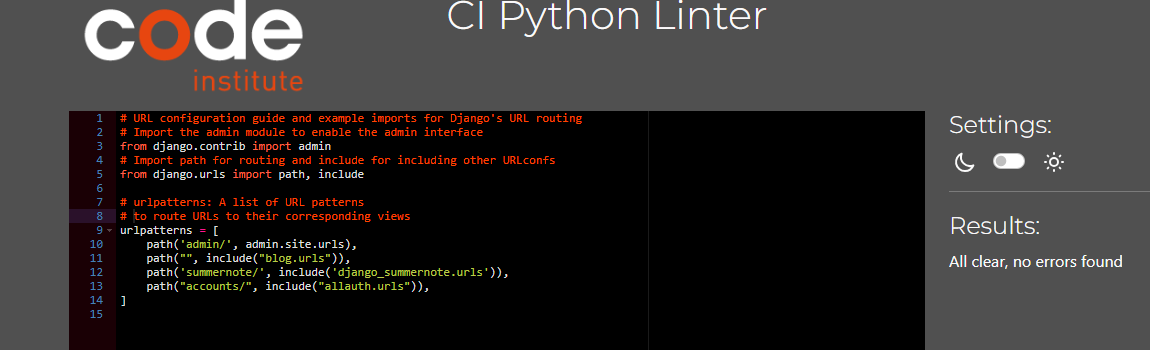 code
institute
CI Python Linter
1 # URL configuration guide and example imports for Django's URL routing
2 # Import the admin module to enable the admin interface
3 from django.contrib import admin
4 # Import path for routing and include for including other URLconfs
5 from django.urls import path, include
6
7 # urlpatterns: A list of URL patterns
8 # to route URLs to their corresponding views
9 urlpatterns = [
10     path('admin/', admin.site.urls),
11     path("", include("blog.urls")),
12     path('summernote/', include('django_summernote.urls')),
13     path("accounts/", include("allauth.urls")),
14 ]
15
Settings:
Results:
All clear, no errors found